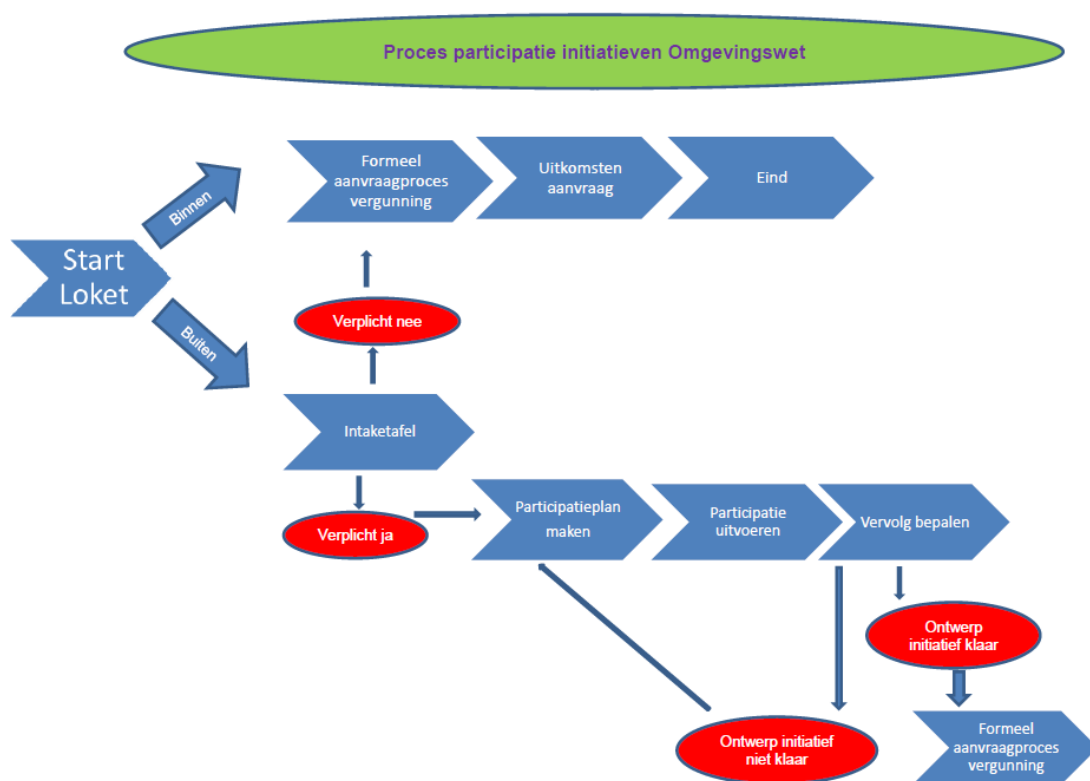 Proces participatie initiatieven Omgevingswet
Formeel
aanvraagproces
vergunning
Uitkomsten
aanvraag
Eind
Binnen
Start
Loket
Buiten
Verplicht nee
Intaketafel
Verplicht ja
Participatieplan
maken
Participatie
uitvoeren
Vervolg bepalen
Ontwerp
initiatief klaar
Ontwerp initiatief
niet klaar
Formeel
aanvraagproces
vergunning